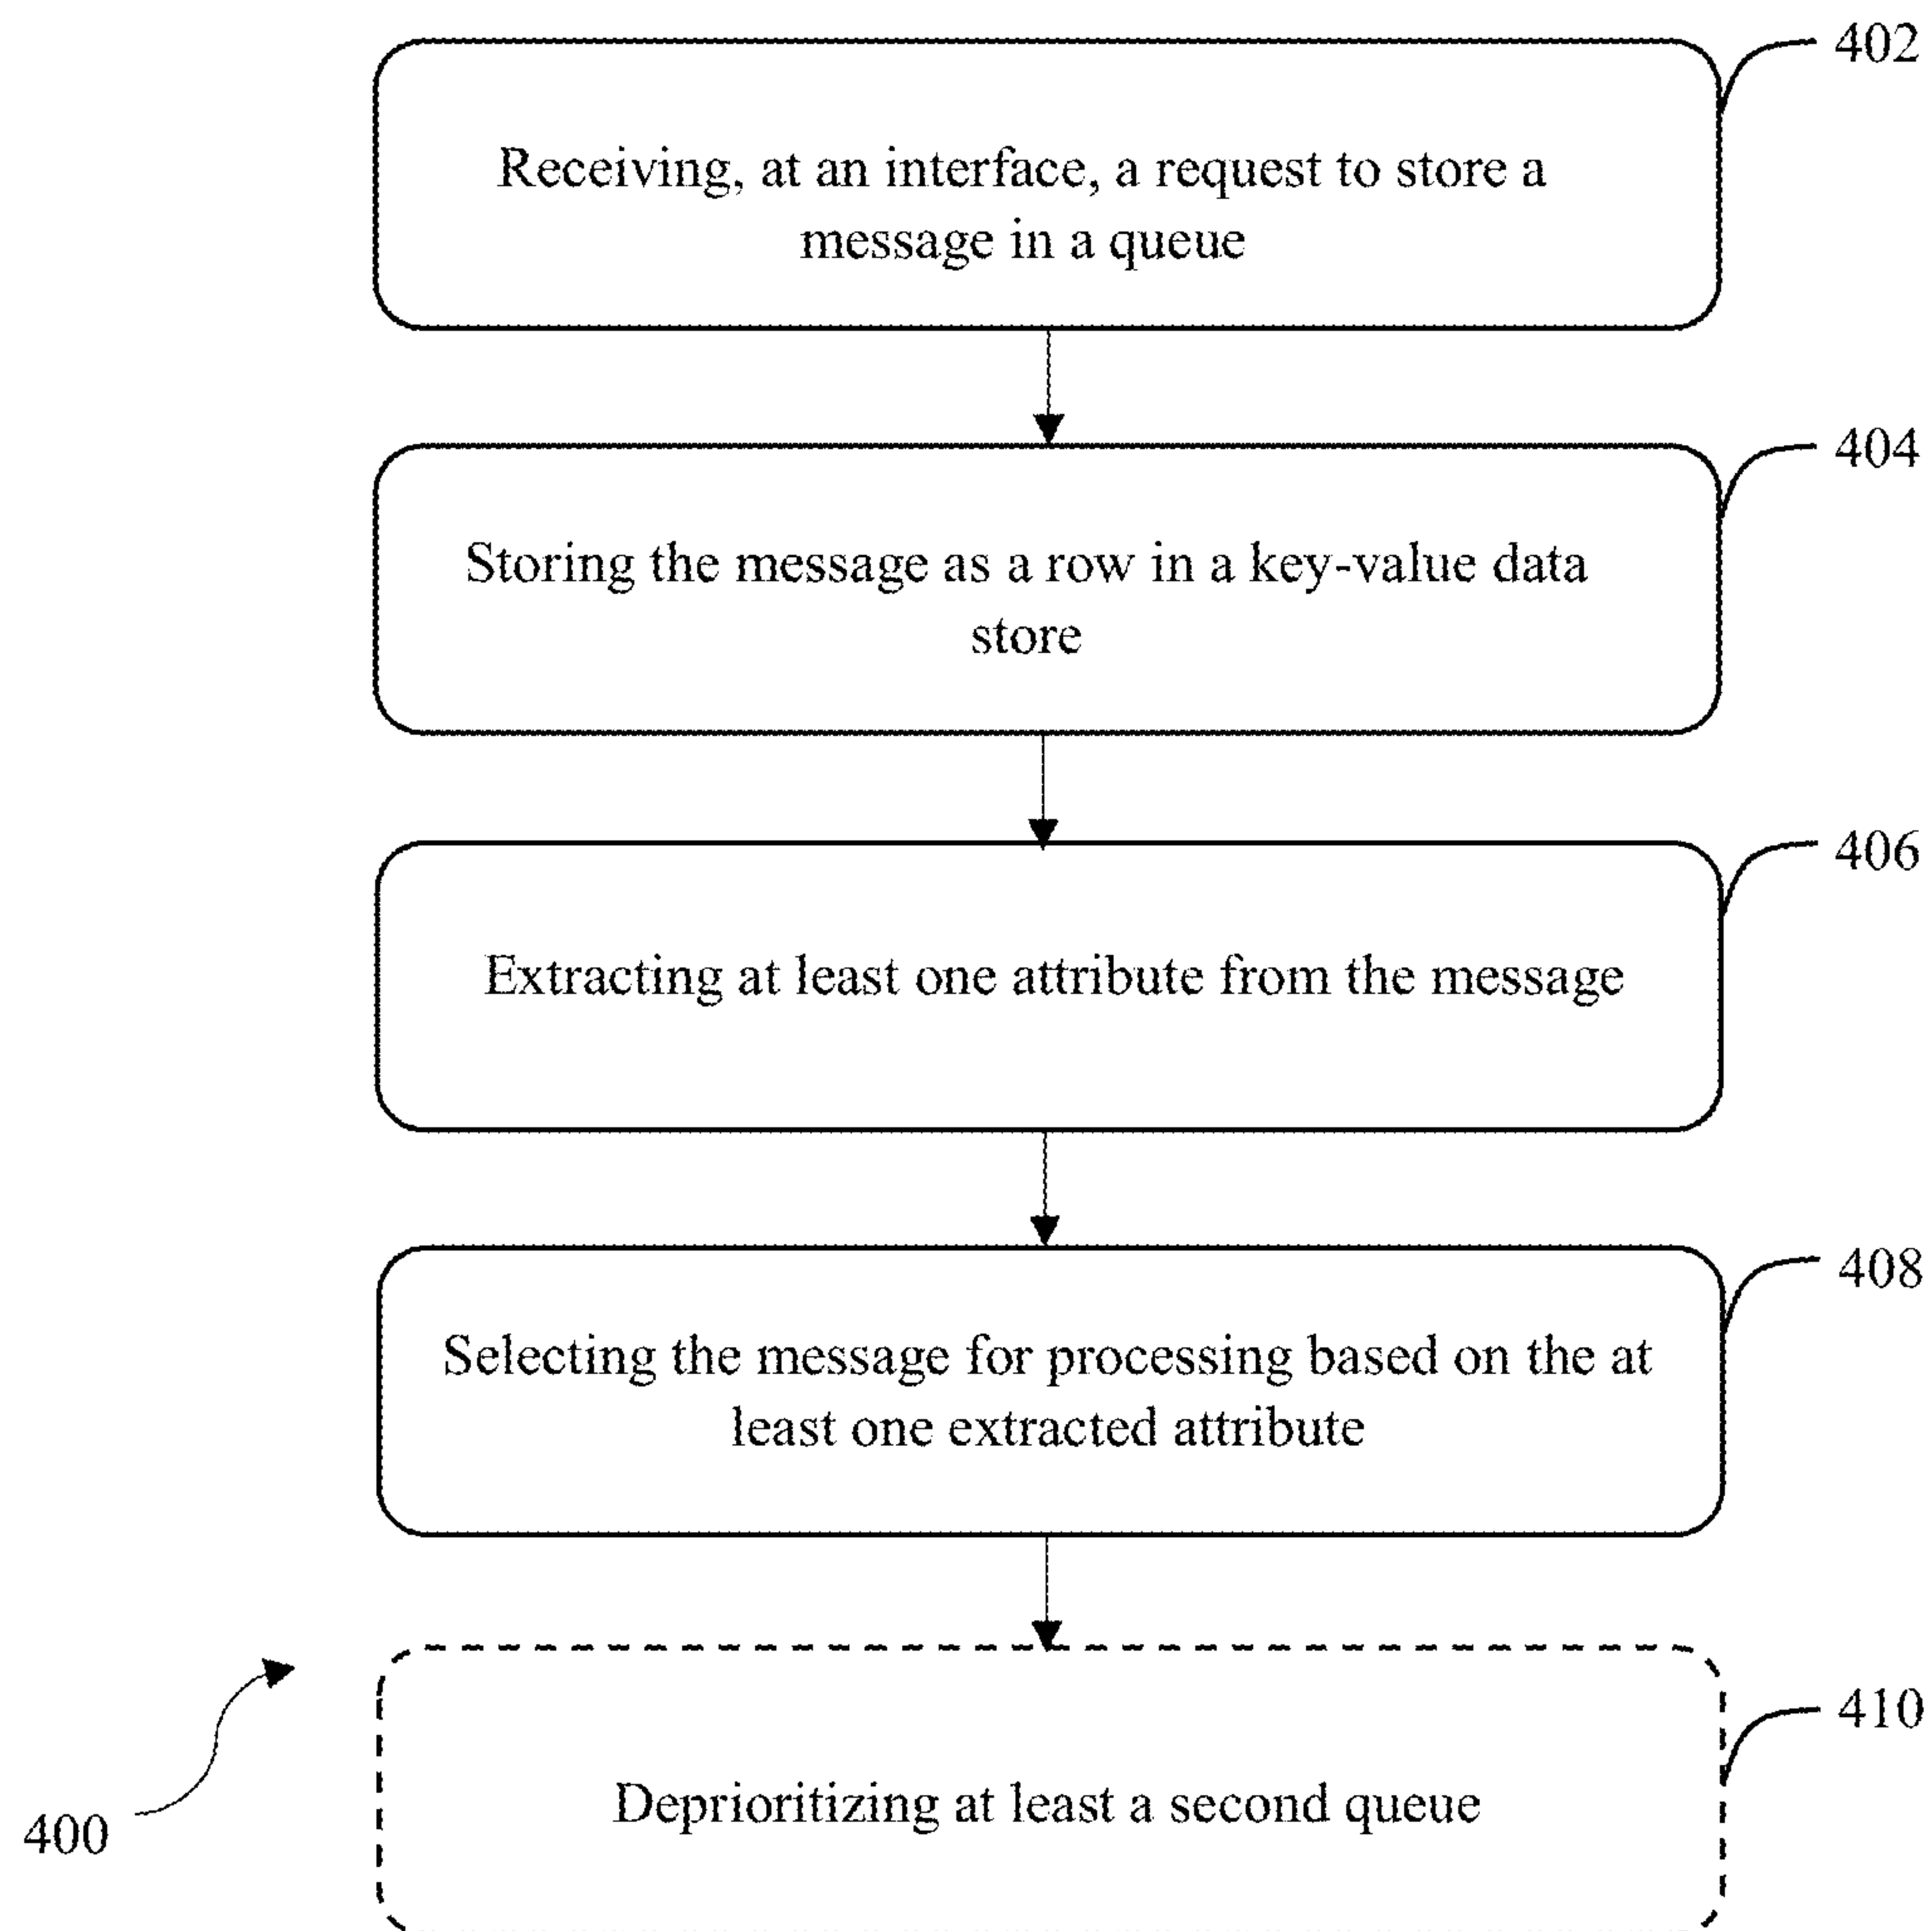 402
Receiving, at an interface, a request to store a
message in a queue
404
Storing the message as a row in a key-value data
store
406
Extracting at least one attribute from the message
408
Selecting the message for processing based on the at
least one extracted attribute
410
Deprioritizing at least a second queue
400